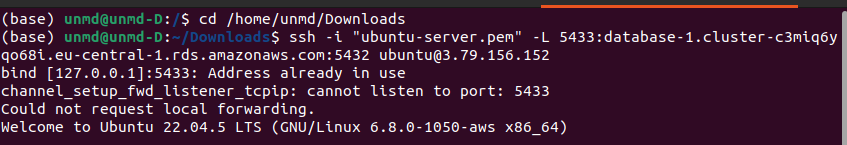 (base) unmd@unmd-D:/$ cd /home/unmd/Downloads
(base) unmd@unmd-D:~/Downloads$ ssh -i "ubuntu-server.pem" -L 5433:database-1.cluster-c3miq6y
qo68i.eu-central-1.rds.amazonaws.com:5432 ubuntu@3.79.156.152
bind [127.0.0.1]:5433: Address already in use
channel_setup_fwd_listener_tcpip: cannot listen to port: 5433
Could not request local forwarding.
Welcome to Ubuntu 22.04.5 LTS (GNU/Linux 6.8.0-1050-aws x86_64)